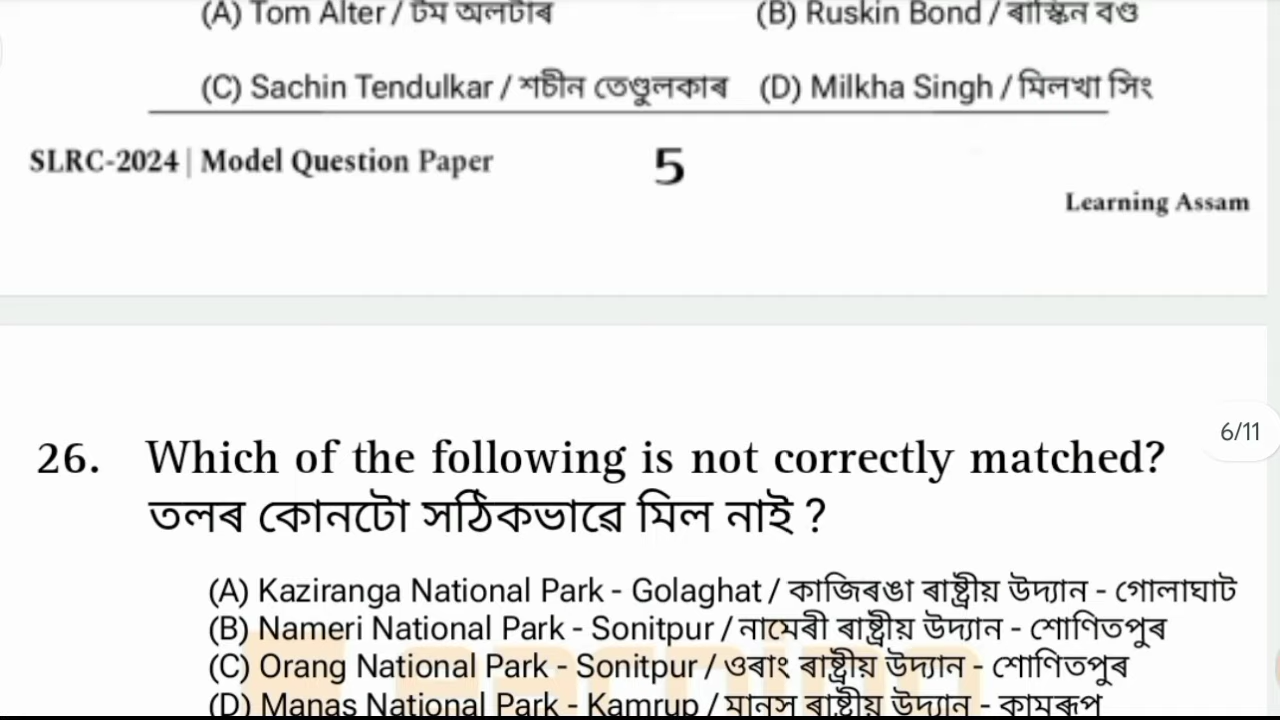 (A) Tom Alter / টম অলটাৰ (B) Ruskin Bond / ৰাস্কিন বণ্ড
(C) Sachin Tendulkar / শচীন তেণ্ডুলকাৰ (D) Milkha Singh / মিলখা সিং
SLRC-2024 | Model Question Paper 5
Learning Assam
6/11
26. Which of the following is not correctly matched?
তলৰ কোনটো সঠিকভাৱে মিল নাই ?
(A) Kaziranga National Park - Golaghat / কাজিৰঙা ৰাষ্ট্ৰীয় উদ্যান - গোলাঘাট
(B) Nameri National Park - Sonitpur / নামেৰী ৰাষ্ট্ৰীয় উদ্যান - শোণিতপুৰ
(C) Orang National Park - Sonitpur / ওৰাং ৰাষ্ট্ৰীয় উদ্যান - শোণিতপুৰ
(D) Manas National Park - Kamrup / মানস ৰাষ্ট্ৰীয় উদ্যান - কামৰূপ